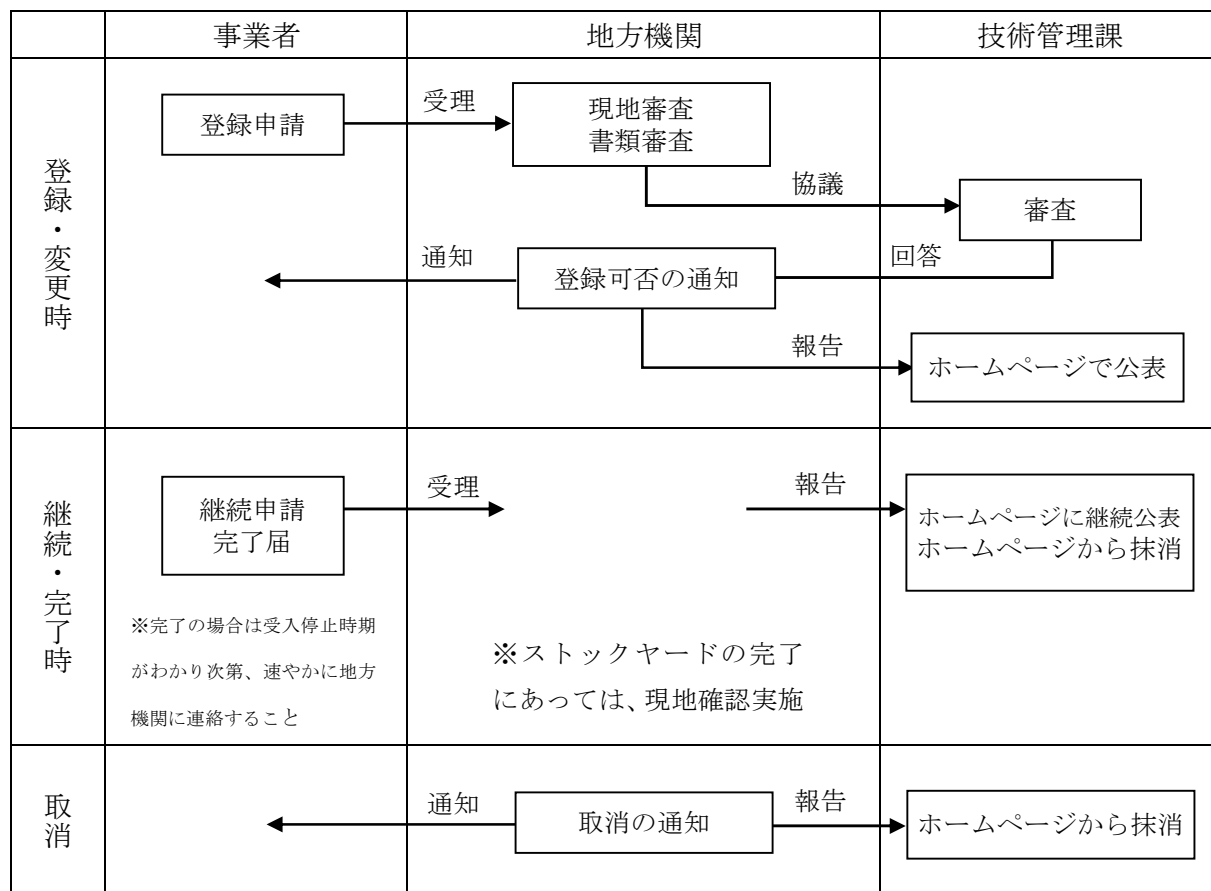 事業者
地方機関
技術管理課
登録・変更時
登録申請
受理
現地審査
書類審査
協議
審査
回答
登録可否の通知
通知
報告
ホームページで公表
継続・完了時
継続申請
完了届
受理
報告
ホームページに継続公表
ホームページから抹消
※完了の場合は受入停止時期
がわかり次第、速やかに地方
機関に連絡すること
※ストックヤードの完了
にあっては、現地確認実施
取消
通知
取消の通知
報告
ホームページから抹消